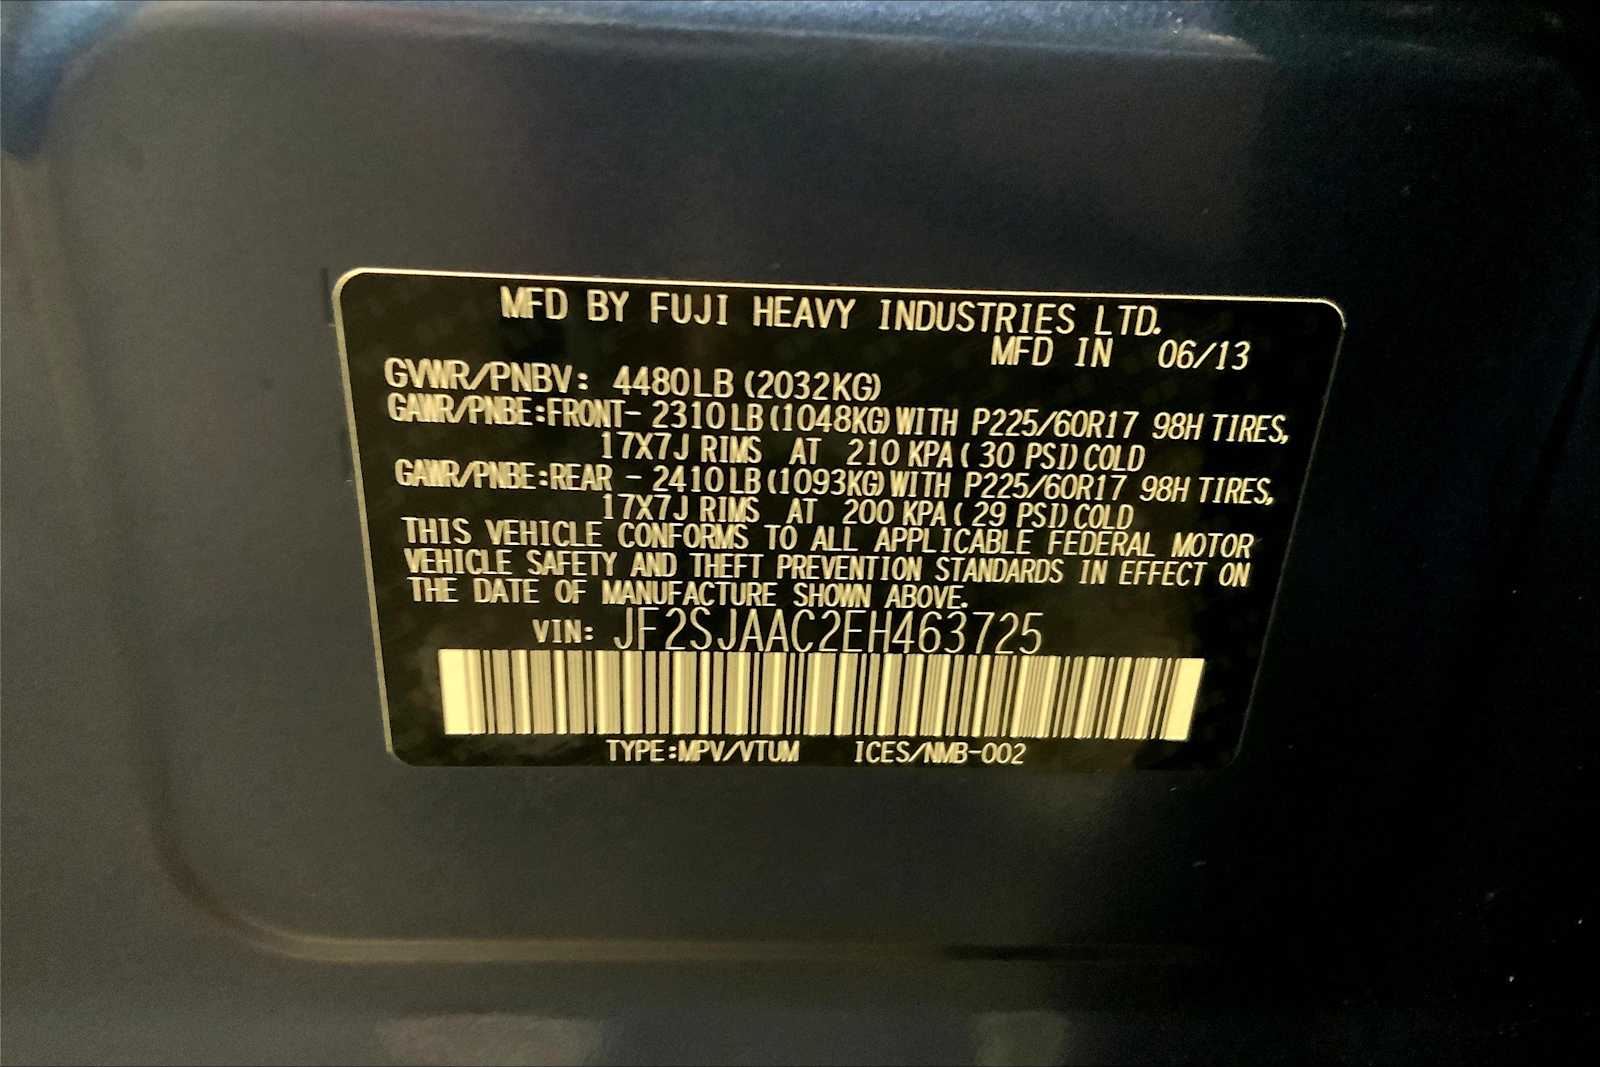 MFD BY FUJI HEAVY INDUSTRIES LTD.
MFD IN 06/13
GVWR/PNBV: 4480LB (2032KG)
GAWR/PNBE:FRONT- 2310LB (1048KG) WITH P225/60R17 98H TIRES,
17X7J RIMS AT 210 KPA ( 30 PSI) COLD
GAWR/PNBE:REAR - 2410LB (1093KG) WITH P225/60R17 98H TIRES,
17X7J RIMS AT 200 KPA ( 29 PSI) COLD
THIS VEHICLE CONFORMS TO ALL APPLICABLE FEDERAL MOTOR
VEHICLE SAFETY AND THEFT PREVENTION STANDARDS IN EFFECT ON
THE DATE OF MANUFACTURE SHOWN ABOVE.
VIN: JF2SJAAC2EH463725
TYPE:MPV/VTUM ICES/NMB-002